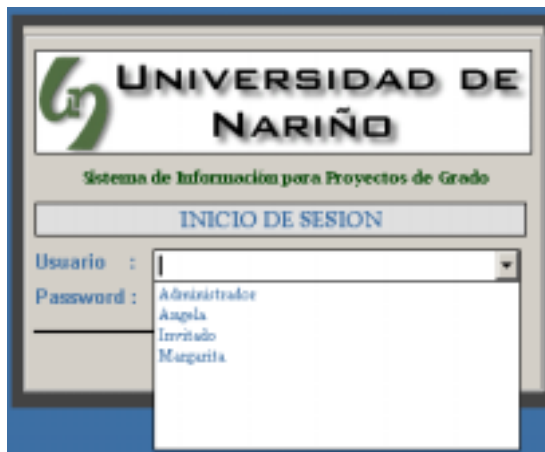 UNIVERSIDAD DE
NARIÑO
Sistema de Información para Proyectos de Grado
INICIO DE SESION
Usuario :
Password :
Administrador
Angela
Invitado
Margarita